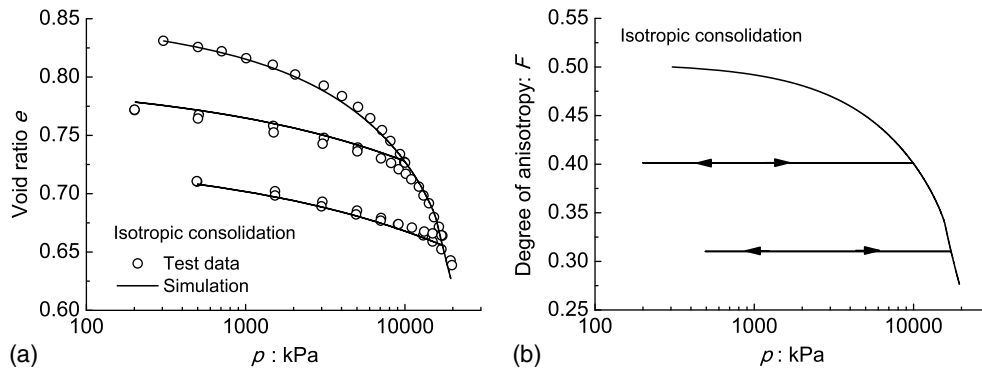 0.85
0.80
0.75
0.70
0.65
0.60
Void ratio e
Isotropic consolidation
Test data
Simulation
100
1000
10000
p : kPa
(a)
0.55
0.50
0.45
0.40
0.35
0.30
0.25
Degree of anisotropy: F
Isotropic consolidation
100
1000
10000
p : kPa
(b)